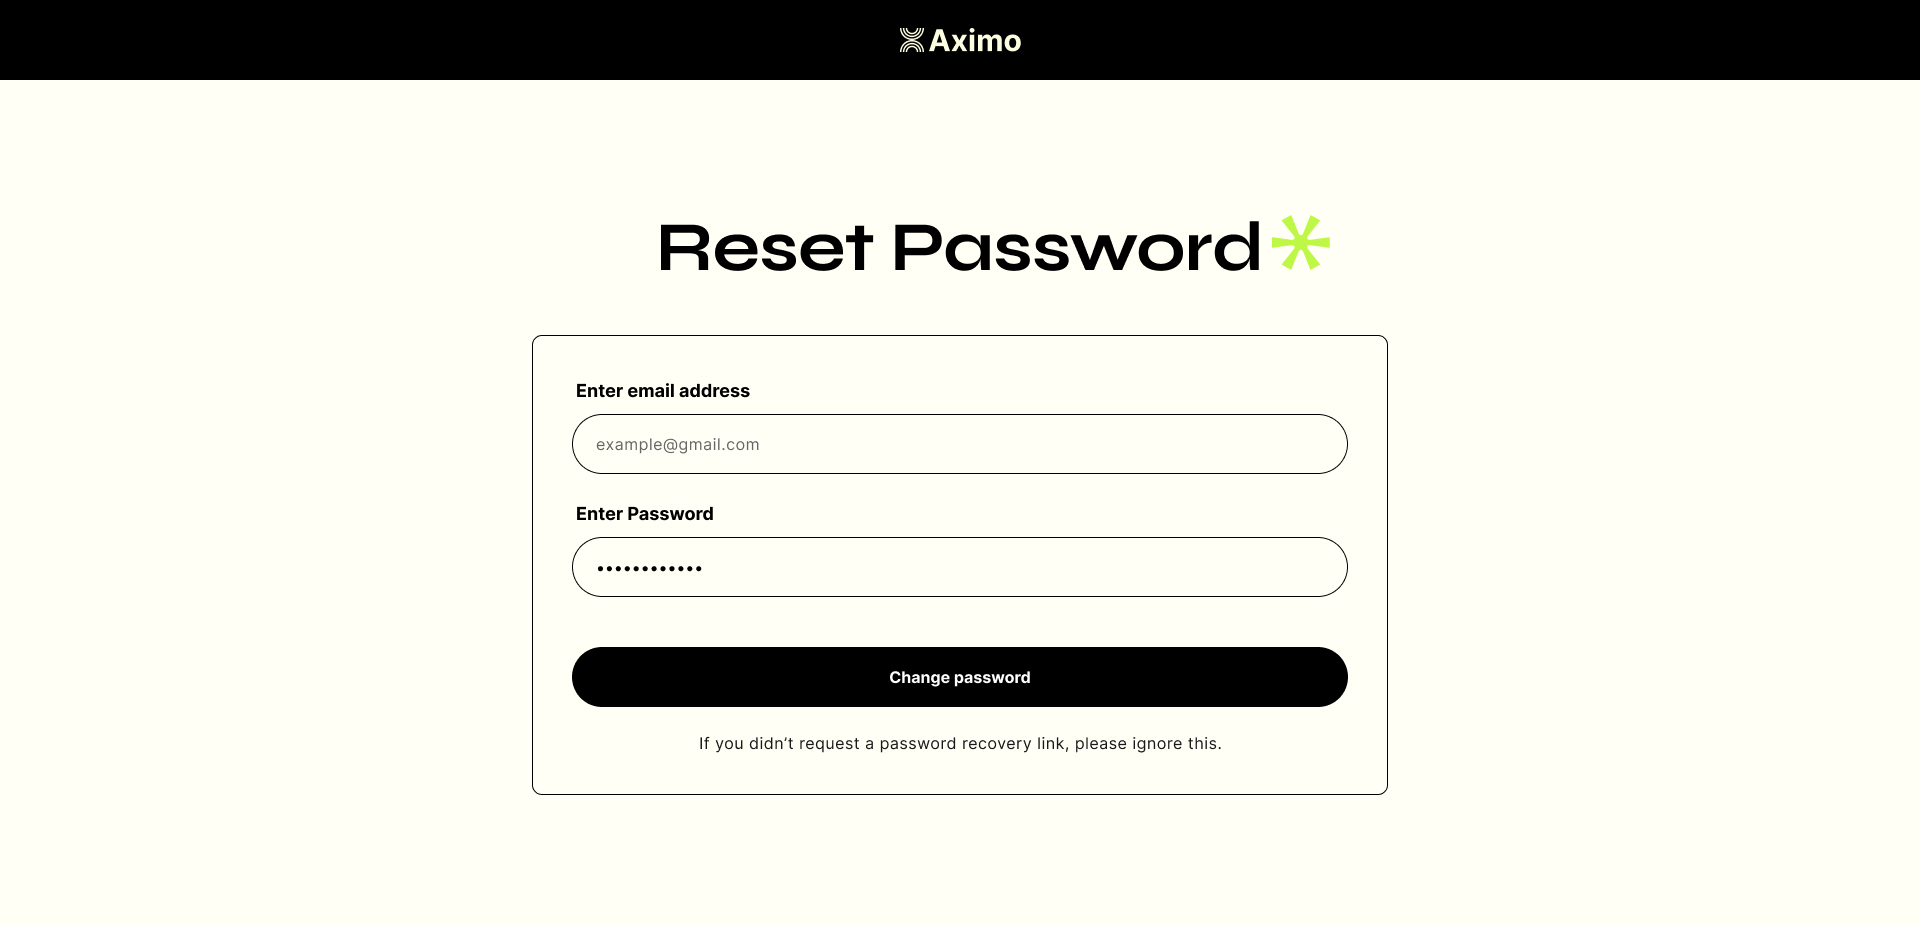 Aximo
Reset Password
Enter email address
example@gmail.com
Enter Password
••••••••••••
Change password
If you didn’t request a password recovery link, please ignore this.